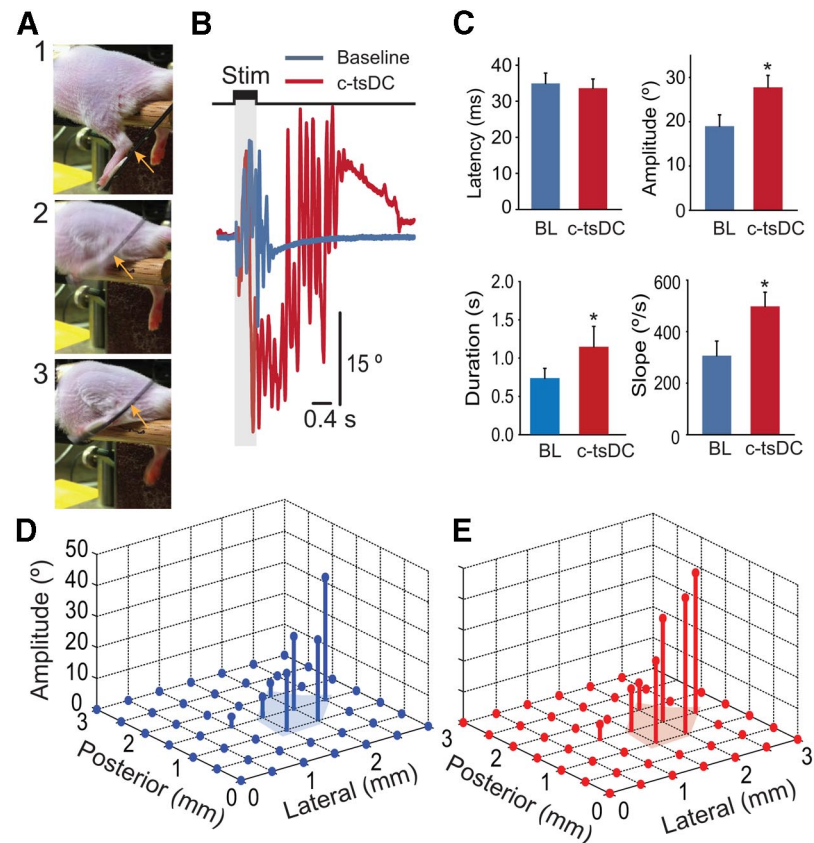 A
1
2
3
B
Baseline
c-tsDC
Stim
15 º
0.4 s
C
Latency (ms)
40
30
20
10
0
BL c-tsDC
Amplitude (º)
30
20
10
0
BL c-tsDC
*
Duration (s)
2.0
1.5
1.0
0.5
0
BL c-tsDC
*
Slope (º/s)
600
400
200
0
BL c-tsDC
*
D
Amplitude (º)
50
40
30
20
10
0
3
2
1
0
Posterior (mm)
0
1
2
Lateral (mm)
E
3
2
1
0
Posterior (mm)
0
1
2
3
Lateral (mm)